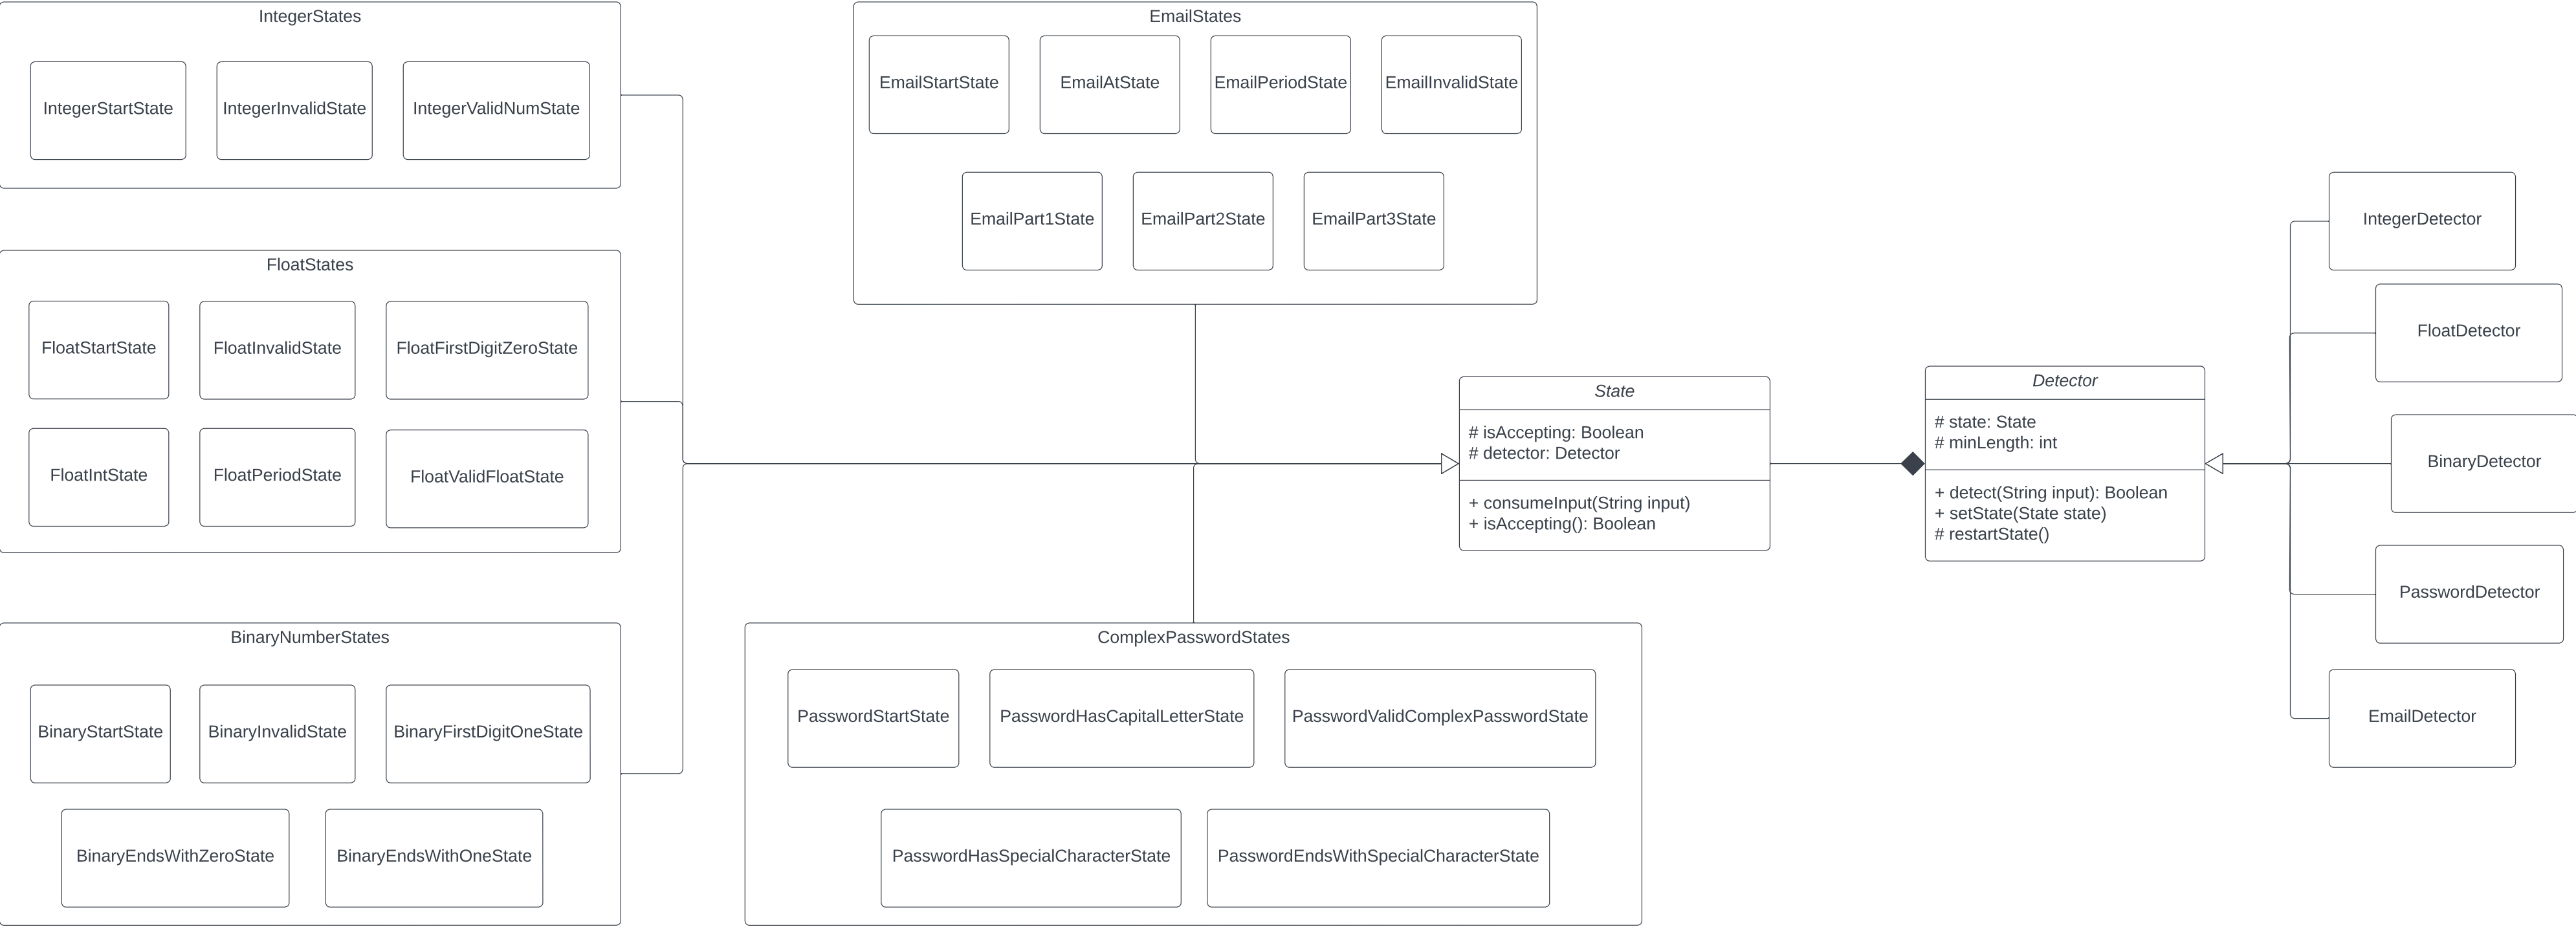 IntegerStates
IntegerStartState
IntegerInvalidState
IntegerValidNumState
FloatStates
FloatStartState
FloatInvalidState
FloatFirstDigitZeroState
FloatIntState
FloatPeriodState
FloatValidFloatState
BinaryNumberStates
BinaryStartState
BinaryInvalidState
BinaryFirstDigitOneState
BinaryEndsWithZeroState
BinaryEndsWithOneState
EmailStates
EmailStartState
EmailAtState
EmailPeriodState
EmailInvalidState
EmailPart1State
EmailPart2State
EmailPart3State
ComplexPasswordStates
PasswordStartState
PasswordHasCapitalLetterState
PasswordValidComplexPasswordState
PasswordHasSpecialCharacterState
PasswordEndsWithSpecialCharacterState
State
# isAccepting: Boolean
# detector: Detector
+ consumeInput(String input)
+ isAccepting(): Boolean
Detector
# state: State
# minLength: int
+ detect(String input): Boolean
+ setState(State state)
# restartState()
IntegerDetector
FloatDetector
BinaryDetector
PasswordDetector
EmailDetector